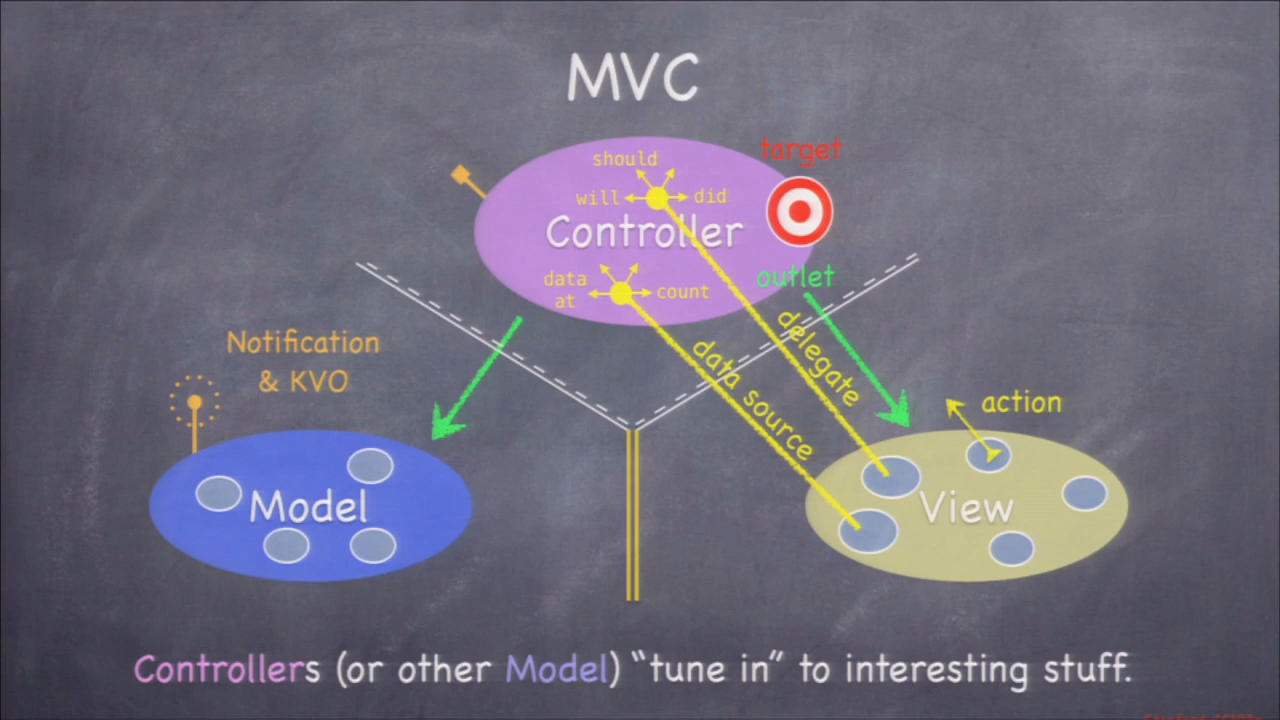 MVC
target
should
will
did
Controller
data
at
count
outlet
delegate
data source
Notification
& KVO
action
Model
View
Controllers (or other Model) “tune in” to interesting stuff.